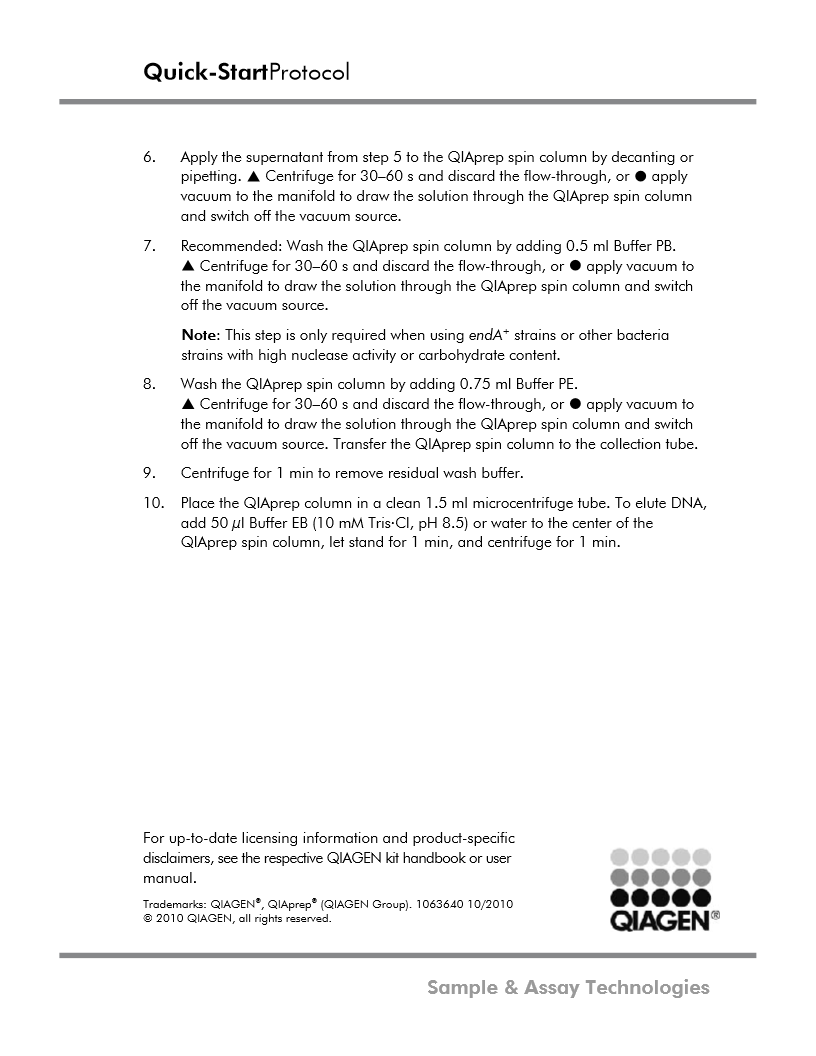 Quick-StartProtocol
6. Apply the supernatant from step 5 to the QIAprep spin column by decanting or
pipetting. ▲ Centrifuge for 30–60 s and discard the flow-through, or ● apply
vacuum to the manifold to draw the solution through the QIAprep spin column
and switch off the vacuum source.
7. Recommended: Wash the QIAprep spin column by adding 0.5 ml Buffer PB.
▲ Centrifuge for 30–60 s and discard the flow-through, or ● apply vacuum to
the manifold to draw the solution through the QIAprep spin column and switch
off the vacuum source.
Note: This step is only required when using endA⁺ strains or other bacteria
strains with high nuclease activity or carbohydrate content.
8. Wash the QIAprep spin column by adding 0.75 ml Buffer PE.
▲ Centrifuge for 30–60 s and discard the flow-through, or ● apply vacuum to
the manifold to draw the solution through the QIAprep spin column and switch
off the vacuum source. Transfer the QIAprep spin column to the collection tube.
9. Centrifuge for 1 min to remove residual wash buffer.
10. Place the QIAprep column in a clean 1.5 ml microcentrifuge tube. To elute DNA,
add 50 µl Buffer EB (10 mM Tris·Cl, pH 8.5) or water to the center of the
QIAprep spin column, let stand for 1 min, and centrifuge for 1 min.
For up-to-date licensing information and product-specific
disclaimers, see the respective QIAGEN kit handbook or user
manual.
Trademarks: QIAGEN®, QIAprep® (QIAGEN Group). 1063640 10/2010
© 2010 QIAGEN, all rights reserved.
QIAGEN®
Sample & Assay Technologies